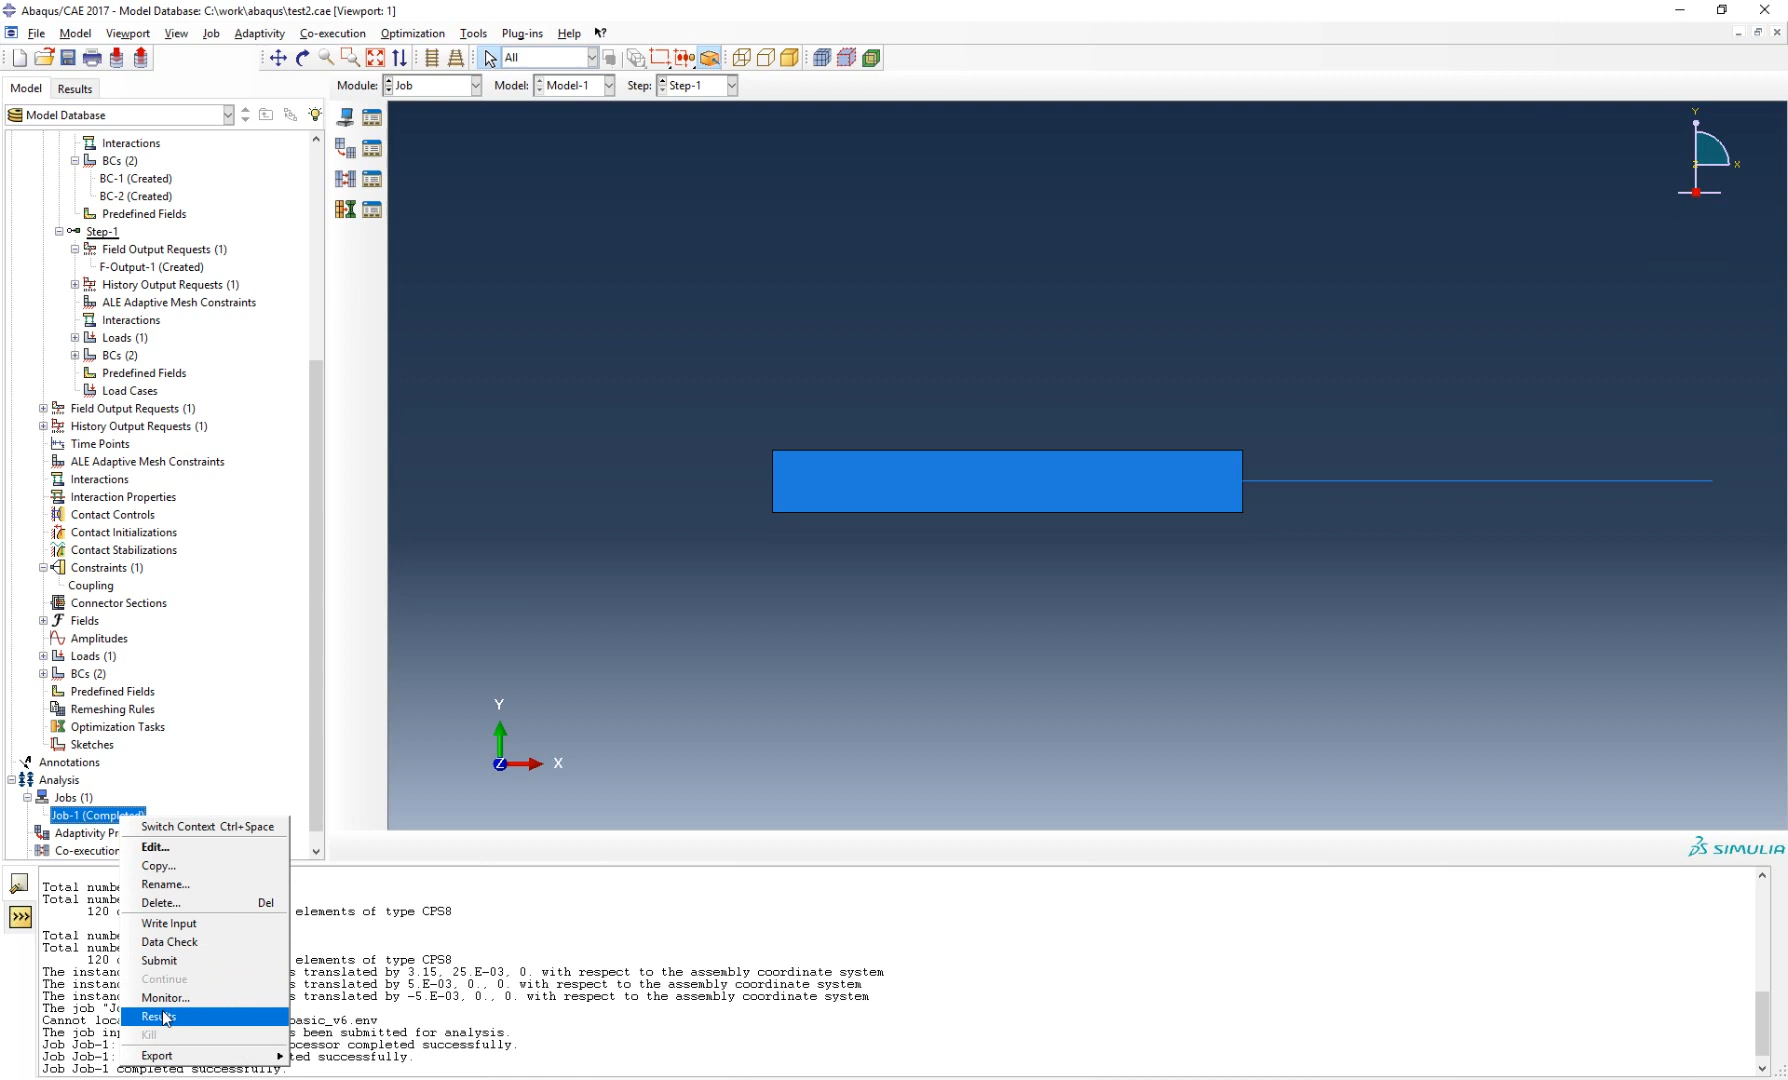 Abaqus/CAE 2017 - Model Database: C:\work\abaqus\test2.cae [Viewport: 1]
File Model Viewport View Job Adaptivity Co-execution Optimization Tools Plug-ins Help
All
Model Results
Module: Job Model: Model-1 Step: Step-1
Model Database
Interactions
BCs (2)
BC-1 (Created)
BC-2 (Created)
Predefined Fields
Step-1
Field Output Requests (1)
F-Output-1 (Created)
History Output Requests (1)
ALE Adaptive Mesh Constraints
Interactions
Loads (1)
BCs (2)
Predefined Fields
Load Cases
Field Output Requests (1)
History Output Requests (1)
Time Points
ALE Adaptive Mesh Constraints
Interactions
Interaction Properties
Contact Controls
Contact Initializations
Contact Stabilizations
Constraints (1)
Coupling
Connector Sections
Fields
Amplitudes
Loads (1)
BCs (2)
Predefined Fields
Remeshing Rules
Optimization Tasks
Sketches
Annotations
Analysis
Jobs (1)
Job-1 (Completed)
Adaptivity Pr
Co-execution
Switch Context Ctrl+Space
Edit...
Copy...
Rename...
Delete... Del
Write Input
Data Check
Submit
Continue
Monitor...
Results
Kill
Export
Y
X
Z
Y
X
Z
SIMULIA
Total numbe
Total numbe
120 elements of type CPS8
Total numbe
Total numbe
120 elements of type CPS8
The instan s translated by 3.15, 25.E-03, 0. with respect to the assembly coordinate system
The instan s translated by 5.E-03, 0., 0. with respect to the assembly coordinate system
The instan s translated by -5.E-03, 0., 0. with respect to the assembly coordinate system
The job "Jo
Cannot loc basic_v6.env
The job in s been submitted for analysis.
Job Job-1: ocessor completed successfully.
Job Job-1: ted successfully.
Job Job-1 completed successfully.